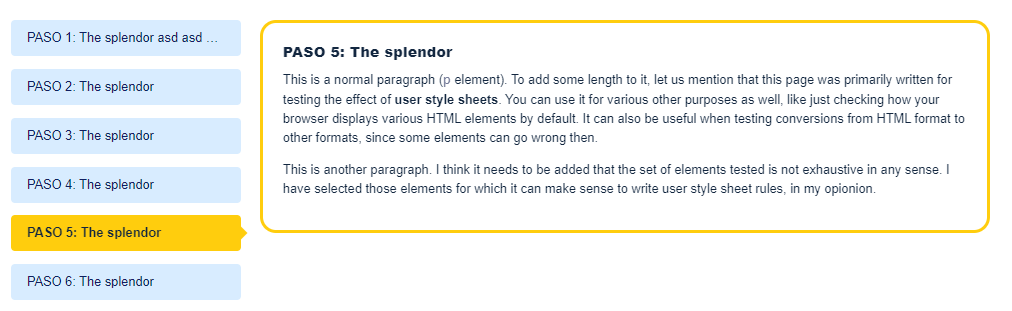 PASO 1: The splendor asd asd ...
PASO 2: The splendor
PASO 3: The splendor
PASO 4: The splendor
PASO 5: The splendor
PASO 6: The splendor
PASO 5: The splendor
This is a normal paragraph (p element). To add some length to it, let us mention that this page was primarily written for
testing the effect of user style sheets. You can use it for various other purposes as well, like just checking how your
browser displays various HTML elements by default. It can also be useful when testing conversions from HTML format to
other formats, since some elements can go wrong then.
This is another paragraph. I think it needs to be added that the set of elements tested is not exhaustive in any sense. I
have selected those elements for which it can make sense to write user style sheet rules, in my opionion.